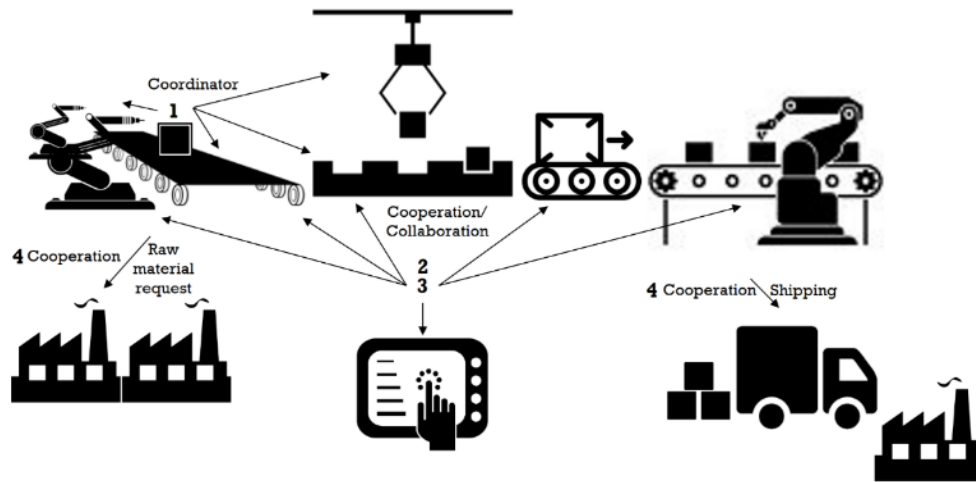 Coordinator
1
Cooperation/
Collaboration
2
3
4 Cooperation
Raw
material
request
4 Cooperation
Shipping